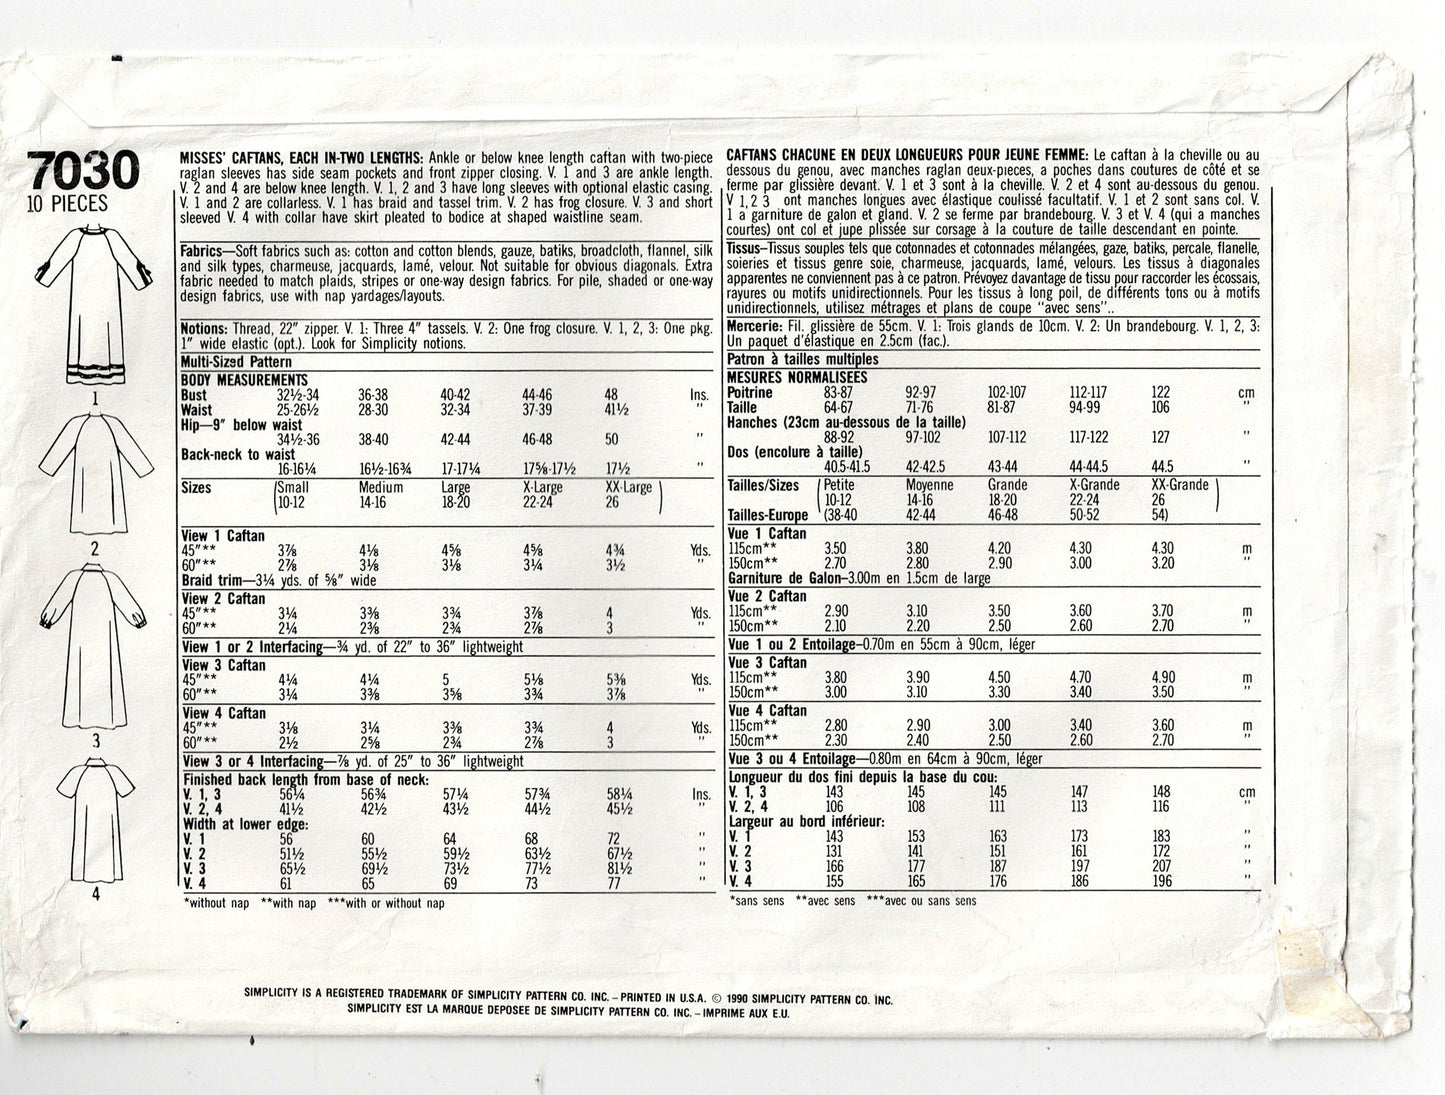 7030
10 PIECES
1
2
3
4
MISSES' CAFTANS, EACH IN-TWO LENGTHS: Ankle or below knee length caftan with two-piece
raglan sleeves has side seam pockets and front zipper closing. V. 1 and 3 are ankle length.
V. 2 and 4 are below knee length. V. 1, 2 and 3 have long sleeves with optional elastic casing.
V. 1 and 2 are collarless. V. 1 has braid and tassel trim. V. 2 has frog closure. V. 3 and short
sleeved V. 4 with collar have skirt pleated to bodice at shaped waistline seam.
Fabrics—Soft fabrics such as: cotton and cotton blends, gauze, batiks, broadcloth, flannel, silk
and silk types, charmeuse, jacquards, lamé, velour. Not suitable for obvious diagonals. Extra
fabric needed to match plaids, stripes or one-way design fabrics. For pile, shaded or one-way
design fabrics, use with nap yardages/layouts.
Notions: Thread, 22" zipper. V. 1: Three 4" tassels. V. 2: One frog closure. V. 1, 2, 3: One pkg.
1" wide elastic (opt.). Look for Simplicity notions.
Multi-Sized Pattern
BODY MEASUREMENTS
Bust 32½-34 36-38 40-42 44-46 48 Ins.
Waist 25-26½ 28-30 32-34 37-39 41½ "
Hip—9" below waist
34½-36 38-40 42-44 46-48 50 "
Back-neck to waist
16-16¼ 16½-16¾ 17-17¼ 17⅜-17½ 17½ "
Sizes (Small Medium Large X-Large XX-Large )
10-12 14-16 18-20 22-24 26
View 1 Caftan
45"** 3⅞ 4⅛ 4⅝ 4⅝ 4¾ Yds.
60"** 2⅞ 3⅛ 3⅛ 3¼ 3½ "
Braid trim—3¼ yds. of ⅝" wide
View 2 Caftan
45"** 3¼ 3⅜ 3¾ 3⅞ 4 Yds.
60"** 2¼ 2⅜ 2¾ 2⅞ 3 "
View 1 or 2 Interfacing—¾ yd. of 22" to 36" lightweight
View 3 Caftan
45"** 4¼ 4¼ 5 5⅛ 5⅜ Yds.
60"** 3¼ 3⅜ 3⅝ 3¾ 3⅞ "
View 4 Caftan
45"** 3⅛ 3¼ 3⅜ 3¾ 4 Yds.
60"** 2½ 2⅝ 2¾ 2⅞ 3 "
View 3 or 4 Interfacing—⅞ yd. of 25" to 36" lightweight
Finished back length from base of neck:
V. 1, 3 56¼ 56¾ 57¼ 57¾ 58¼ Ins.
V. 2, 4 41½ 42½ 43½ 44½ 45½ "
Width at lower edge:
V. 1 56 60 64 68 72 "
V. 2 51½ 55½ 59½ 63½ 67½ "
V. 3 65½ 69½ 73½ 77½ 81½ "
V. 4 61 65 69 73 77 "
*without nap **with nap ***with or without nap
CAFTANS CHACUNE EN DEUX LONGUEURS POUR JEUNE FEMME: Le caftan à la cheville ou au
dessous du genou, avec manches raglan deux-pieces, a poches dans coutures de côté et se
ferme par glissière devant. V. 1 et 3 sont à la cheville. V. 2 et 4 sont au-dessous du genou.
V 1,2 3 ont manches longues avec élastique coulissé facultatif. V. 1 et 2 sont sans col. V.
1 a garniture de galon et gland. V. 2 se ferme par brandebourg. V. 3 et V. 4 (qui a manches
courtes) ont col et jupe plissée sur corsage à la couture de taille descendant en pointe.
Tissus—Tissus souples tels que cotonnades et cotonnades mélangées, gaze, batiks, percale, flanelle,
soieries et tissus genre soie, charmeuse, jacquards, lamé, velours. Les tissus à diagonales
apparentes ne conviennent pas à ce patron. Prévoyez davantage de tissu pour raccorder les écossais,
rayures ou motifs unidirectionnels. Pour les tissus à long poil, de différents tons ou à motifs
unidirectionnels, utilisez métrages et plans de coupe "avec sens"..
Mercerie: Fil. glissière de 55cm. V. 1: Trois glands de 10cm. V. 2: Un brandebourg. V. 1, 2, 3:
Un paquet d'élastique en 2.5cm (fac.).
Patron à tailles multiples
MESURES NORMALISEES
Poitrine 83-87 92-97 102-107 112-117 122 cm
Taille 64-67 71-76 81-87 94-99 106 "
Hanches (23cm au-dessous de la taille)
88-92 97-102 107-112 117-122 127 "
Dos (encolure à taille)
40.5-41.5 42-42.5 43-44 44-44.5 44.5 "
Tailles/Sizes (Petite Moyenne Grande X-Grande XX-Grande )
10-12 14-16 18-20 22-24 26
Tailles-Europe (38-40 42-44 46-48 50-52 54)
Vue 1 Caftan
115cm** 3.50 3.80 4.20 4.30 4.30 m
150cm** 2.70 2.80 2.90 3.00 3.20 "
Garniture de Galon—3.00m en 1.5cm de large
Vue 2 Caftan
115cm** 2.90 3.10 3.50 3.60 3.70 m
150cm** 2.10 2.20 2.50 2.60 2.70 "
Vue 1 ou 2 Entoilage—0.70m en 55cm à 90cm, léger
Vue 3 Caftan
115cm** 3.80 3.90 4.50 4.70 4.90 m
150cm** 3.00 3.10 3.30 3.40 3.50 "
Vue 4 Caftan
115cm** 2.80 2.90 3.00 3.40 3.60 m
150cm** 2.30 2.40 2.50 2.60 2.70 "
Vue 3 ou 4 Entoilage—0.80m en 64cm à 90cm, léger
Longueur du dos fini depuis la base du cou:
V. 1, 3 143 145 145 147 148 cm
V. 2, 4 106 108 111 113 116 "
Largeur au bord inférieur:
V. 1 143 153 163 173 183 "
V. 2 131 141 151 161 172 "
V. 3 166 177 187 197 207 "
V. 4 155 165 176 186 196 "
*sans sens **avec sens ***avec ou sans sens
SIMPLICITY IS A REGISTERED TRADEMARK OF SIMPLICITY PATTERN CO. INC. – PRINTED IN U.S.A. © 1990 SIMPLICITY PATTERN CO. INC.
SIMPLICITY EST LA MARQUE DEPOSEE DE SIMPLICITY PATTERN CO. INC. – IMPRIME AUX E.U.